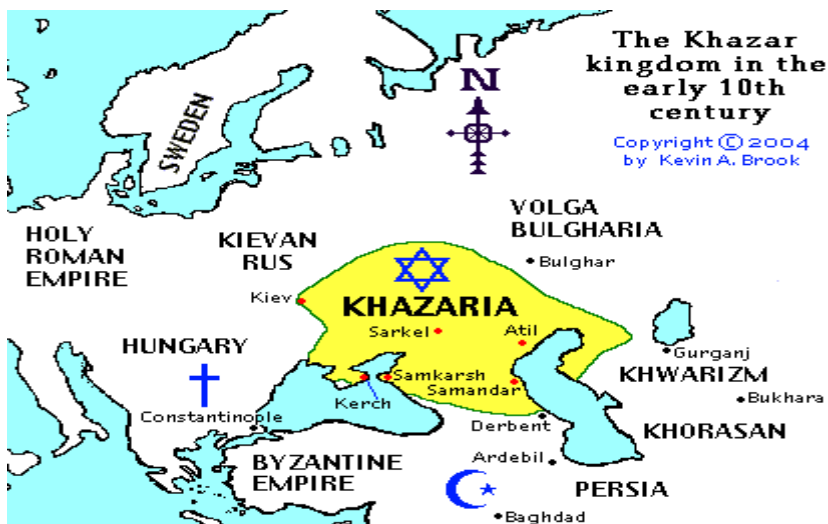 The Khazar
kingdom in the
early 10th
century
Copyright © 2004
by Kevin A. Brook
N
SWEDEN
HOLY
ROMAN
EMPIRE
KIEVAN
RUS
VOLGA
BULGHARIA
Bulghar
Kiev
KHAZARIA
Sarkel
Atil
HUNGARY
Gurganj
Samkarsh
Samandar
KHWARIZM
Kerch
Bukhara
Constantinople
Derbent
KHORASAN
BYZANTINE
EMPIRE
Ardebil
PERSIA
Baghdad